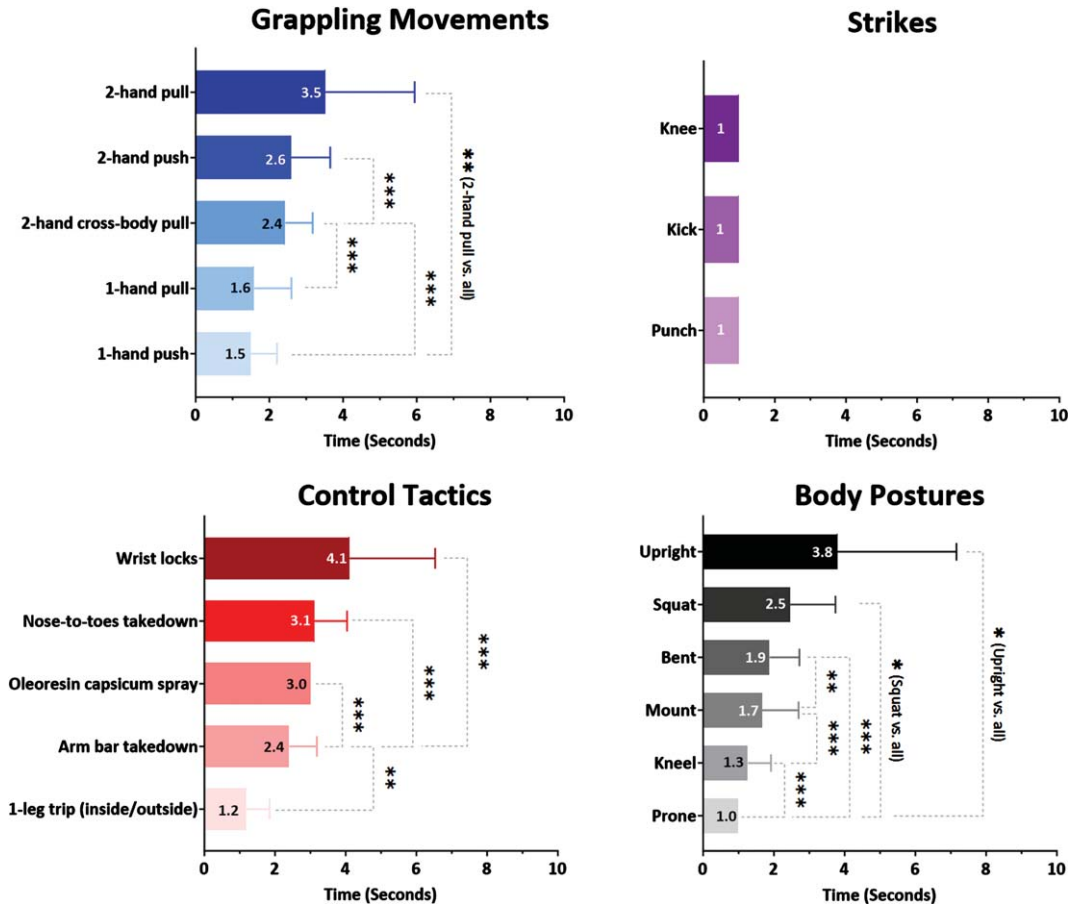 Grappling Movements
2-hand pull
3.5
2-hand push
2.6
2-hand cross-body pull
2.4
1-hand pull
1.6
1-hand push
1.5
***
***
***
** (2-hand pull vs. all)
0 2 4 6 8 10
Time (Seconds)
Strikes
Knee
1
Kick
1
Punch
1
0 2 4 6 8 10
Time (Seconds)
Control Tactics
Wrist locks
4.1
Nose-to-toes takedown
3.1
Oleoresin capsicum spray
3.0
Arm bar takedown
2.4
1-leg trip (inside/outside)
1.2
***
**
***
***
0 2 4 6 8 10
Time (Seconds)
Body Postures
Upright
3.8
Squat
2.5
Bent
1.9
Mount
1.7
Kneel
1.3
Prone
1.0
**
***
***
***
* (Squat vs. all)
* (Upright vs. all)
0 2 4 6 8 10
Time (Seconds)